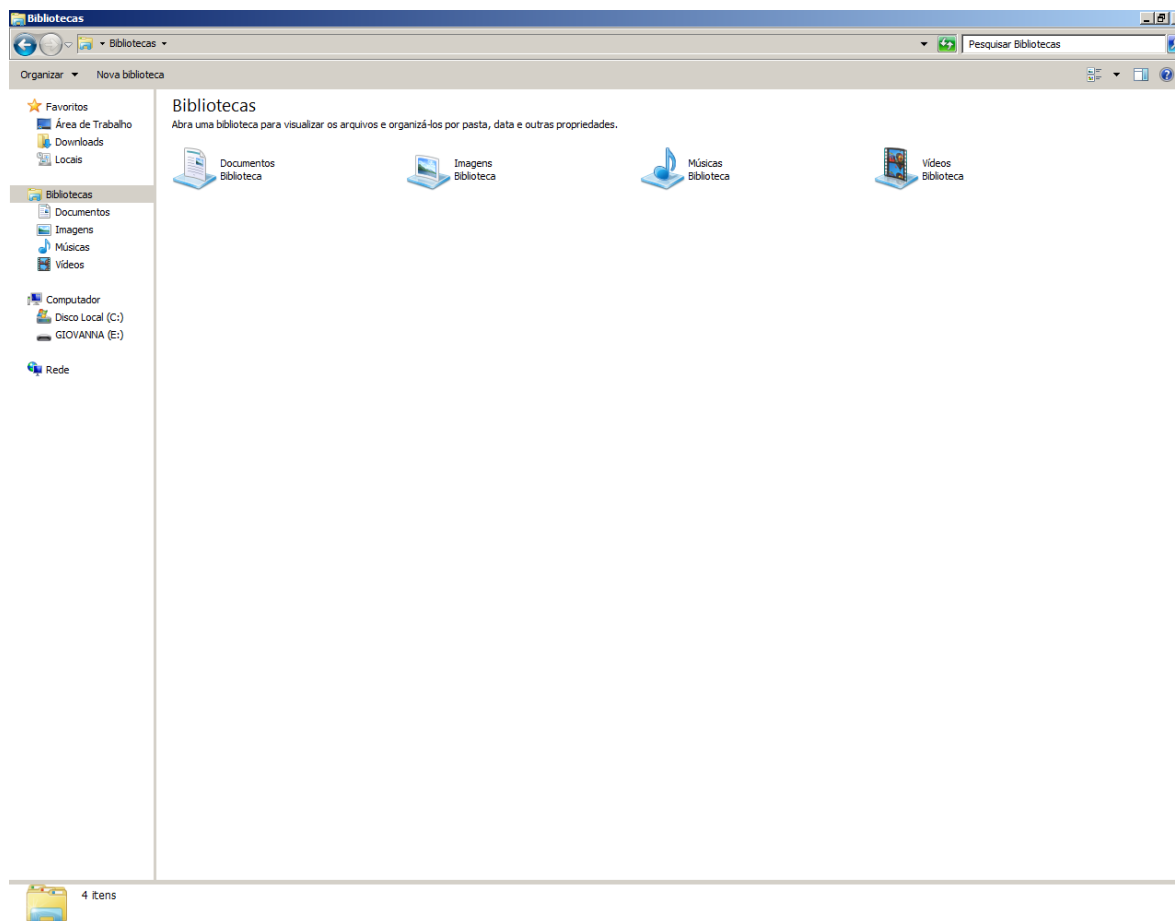 Bibliotecas
Bibliotecas
Pesquisar Bibliotecas
Organizar
Nova biblioteca
Favoritos
Área de Trabalho
Downloads
Locais
Bibliotecas
Documentos
Imagens
Músicas
Vídeos
Computador
Disco Local (C:)
GIOVANNA (E:)
Rede
Bibliotecas
Abra uma biblioteca para visualizar os arquivos e organizá-los por pasta, data e outras propriedades.
Documentos
Biblioteca
Imagens
Biblioteca
Músicas
Biblioteca
Vídeos
Biblioteca
4 itens